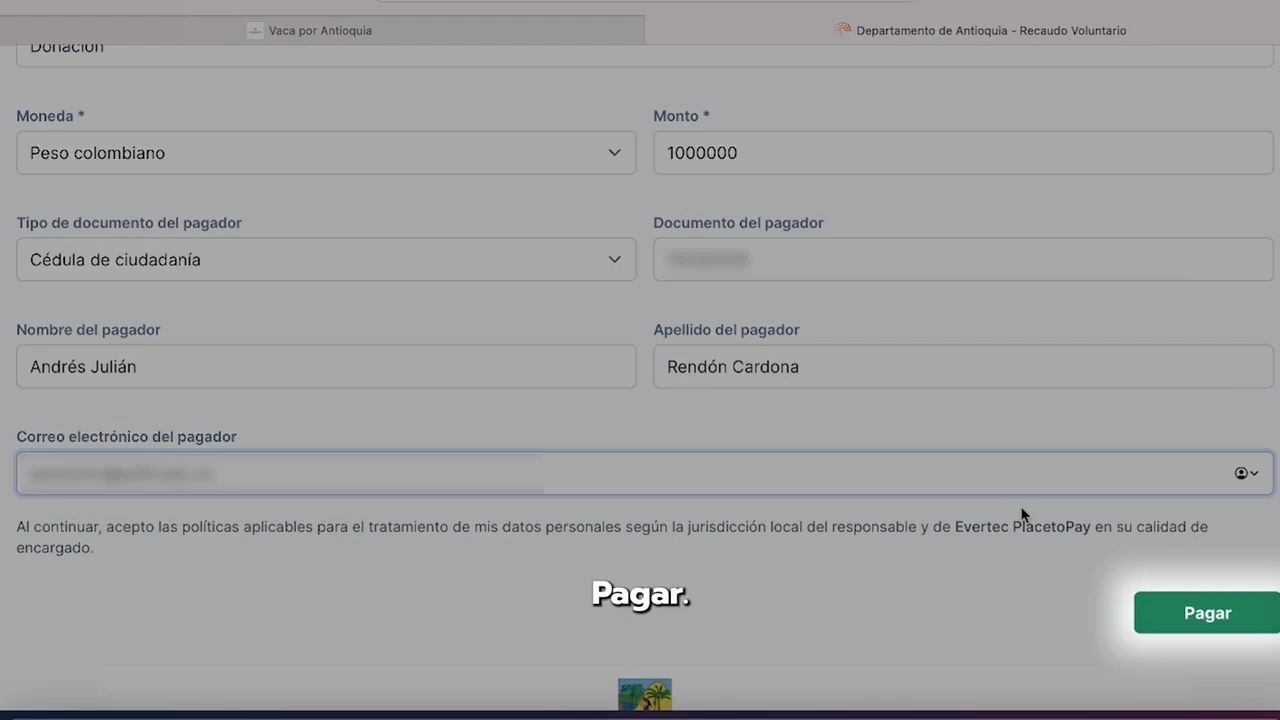 Vaca por Antioquia
Departamento de Antioquia - Recaudo Voluntario
Donación
Moneda *
Monto *
Peso colombiano
1000000
Tipo de documento del pagador
Documento del pagador
Cédula de ciudadanía
Nombre del pagador
Apellido del pagador
Andrés Julián
Rendón Cardona
Correo electrónico del pagador
Al continuar, acepto las políticas aplicables para el tratamiento de mis datos personales según la jurisdicción local del responsable y de Evertec PlacetoPay en su calidad de
encargado.
Pagar.
Pagar